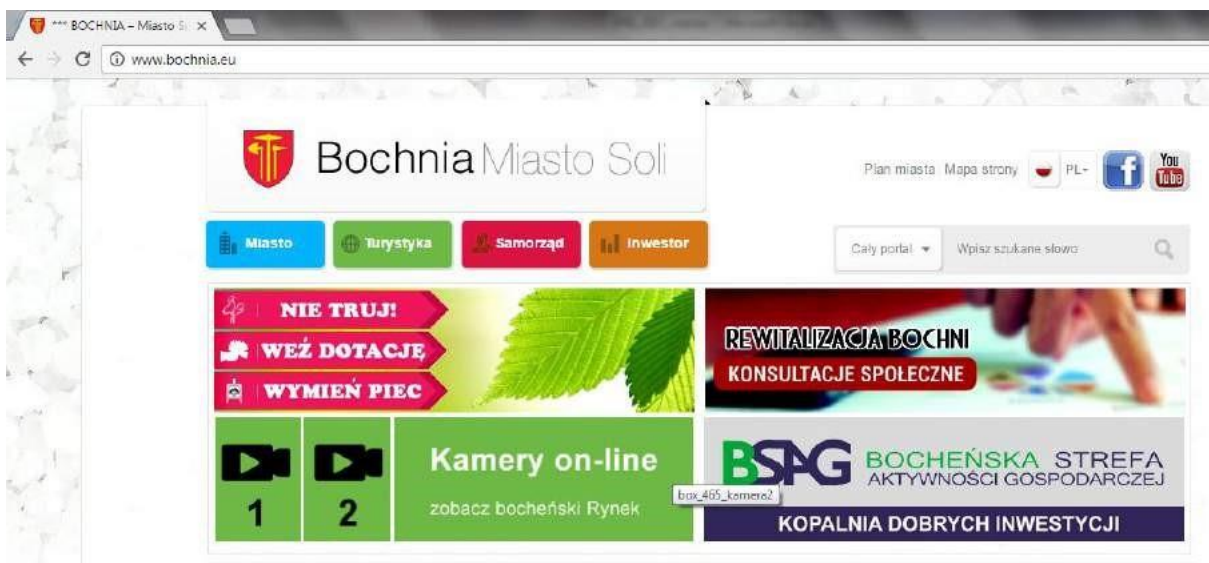 *** BOCHNIA – Miasto S
www.bochnia.eu
Bochnia Miasto Soli
Plan miasta Mapa strony PL-
You
Tube
Miasto Turystyka Samorząd Inwestor
Cały portal Wpisz szukane słowo
NIE TRUJ!
WEŹ DOTACJĘ
WYMIEŃ PIEC
REWITALIZACJA BOCHNI
KONSULTACJE SPOŁECZNE
1 2
Kamery on-line
zobacz bocheński Rynek
box_465_kamera2
BSAG BOCHEŃSKA STREFA
AKTYWNOŚCI GOSPODARCZEJ
KOPALNIA DOBRYCH INWESTYCJI